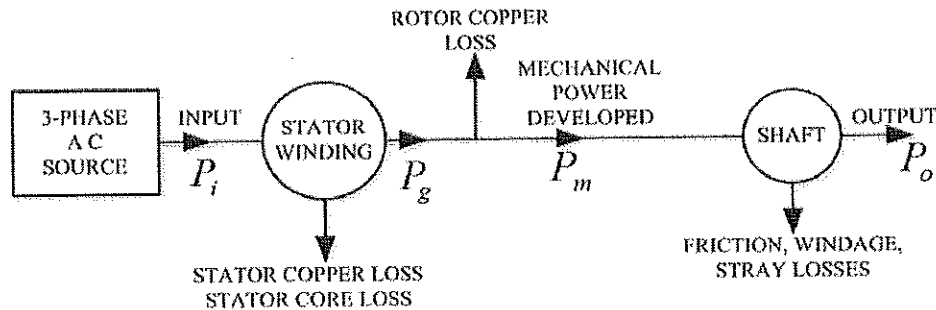 ROTOR COPPER
LOSS
MECHANICAL
POWER
DEVELOPED
3-PHASE
A C
SOURCE
INPUT
P_i
STATOR
WINDING
P_g
P_m
SHAFT
OUTPUT
P_o
STATOR COPPER LOSS
STATOR CORE LOSS
FRICTION, WINDAGE,
STRAY LOSSES